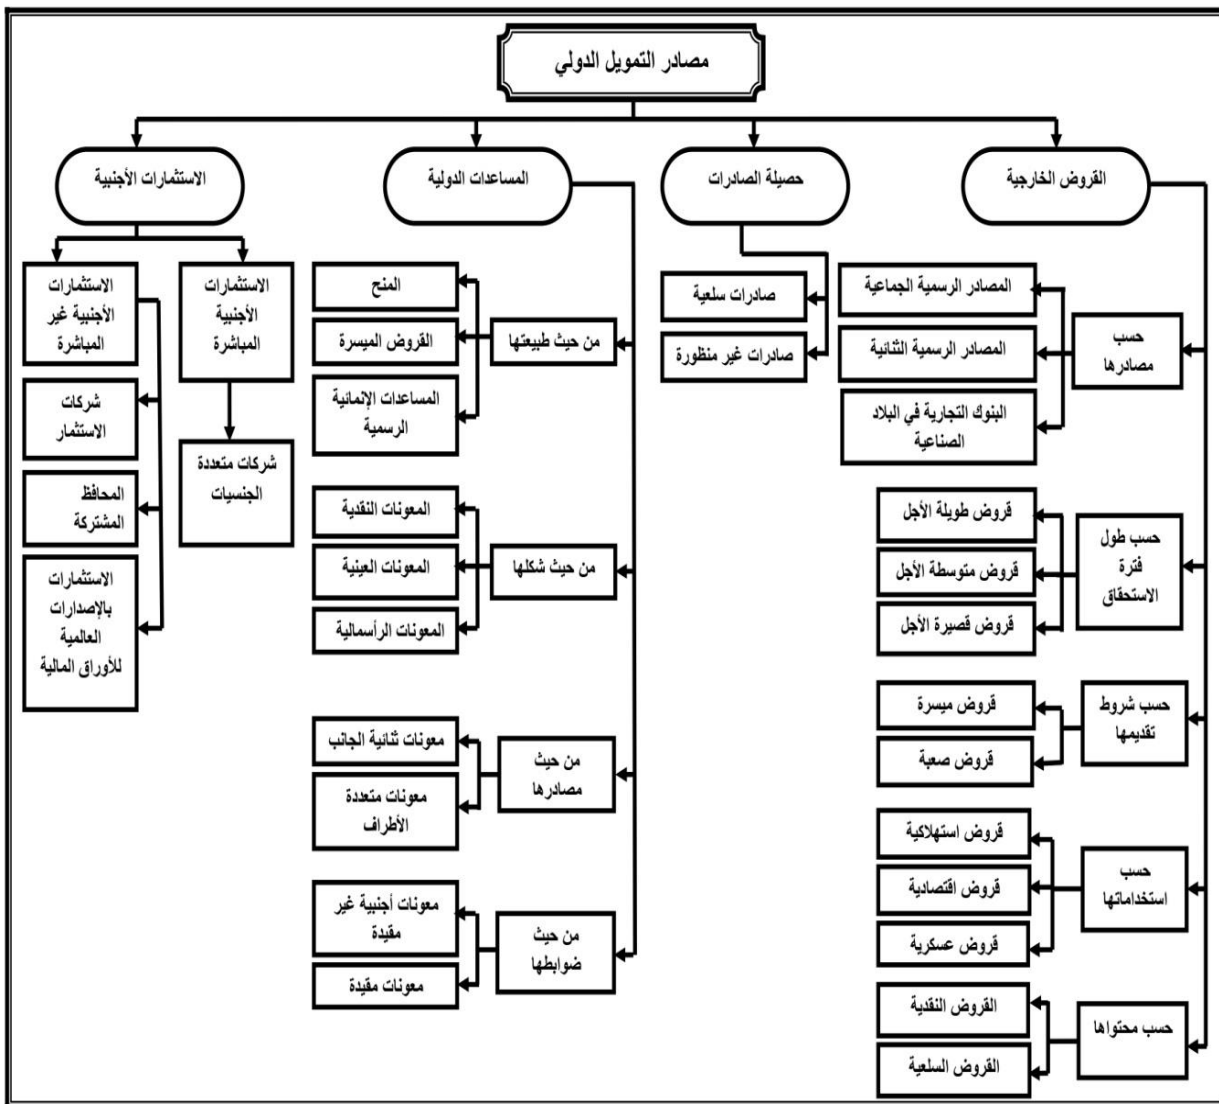 مصادر التمويل الدولي
القروض الخارجية
حصيلة الصادرات
المساعدات الدولية
الاستثمارات الأجنبية
حسب
مصادرها
المصادر الرسمية الجماعية
المصادر الرسمية الثنائية
البنوك التجارية في البلاد
الصناعية
حسب طول
فترة
الاستحقاق
قروض طويلة الأجل
قروض متوسطة الأجل
قروض قصيرة الأجل
حسب شروط
تقديمها
قروض ميسرة
قروض صعبة
حسب
استخداماتها
قروض استهلاكية
قروض اقتصادية
قروض عسكرية
حسب محتواها
القروض النقدية
القروض السلعية
صادرات سلعية
صادرات غير منظورة
من حيث طبيعتها
المنح
القروض الميسرة
المساعدات الإنمائية
الرسمية
من حيث شكلها
المعونات النقدية
المعونات العينية
المعونات الرأسمالية
من حيث
مصادرها
معونات ثنائية الجانب
معونات متعددة
الأطراف
من حيث
ضوابطها
معونات أجنبية غير
مقيدة
معونات مقيدة
الاستثمارات
الأجنبية
المباشرة
شركات متعددة
الجنسيات
الاستثمارات
الأجنبية غير
المباشرة
شركات
الاستثمار
المحافظ
المشتركة
الاستثمارات
بالإصدارات
العالمية
للأوراق المالية